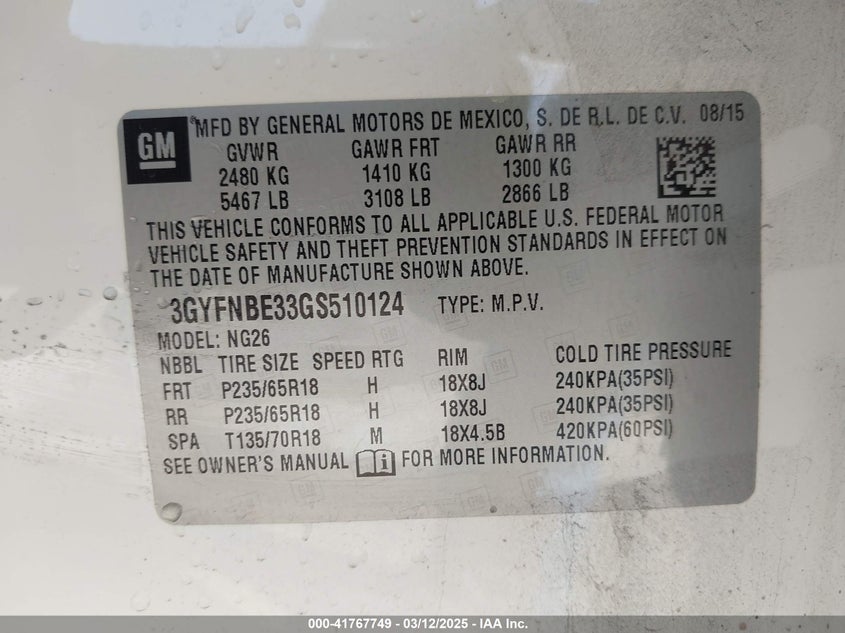 GM
® MFD BY GENERAL MOTORS DE MEXICO, S. DE R.L. DE C.V. 08/15
GVWR GAWR FRT GAWR RR
2480 KG 1410 KG 1300 KG
5467 LB 3108 LB 2866 LB
THIS VEHICLE CONFORMS TO ALL APPLICABLE U.S. FEDERAL MOTOR
VEHICLE SAFETY AND THEFT PREVENTION STANDARDS IN EFFECT ON
THE DATE OF MANUFACTURE SHOWN ABOVE.
3GYFNBE33GS510124 TYPE: M.P.V.
MODEL: NG26
NBBL TIRE SIZE SPEED RTG RIM COLD TIRE PRESSURE
FRT P235/65R18 H 18X8J 240KPA(35PSI)
RR P235/65R18 H 18X8J 240KPA(35PSI)
SPA T135/70R18 M 18X4.5B 420KPA(60PSI)
SEE OWNER'S MANUAL i FOR MORE INFORMATION.
000-41767749 - 03/12/2025 - IAA Inc.